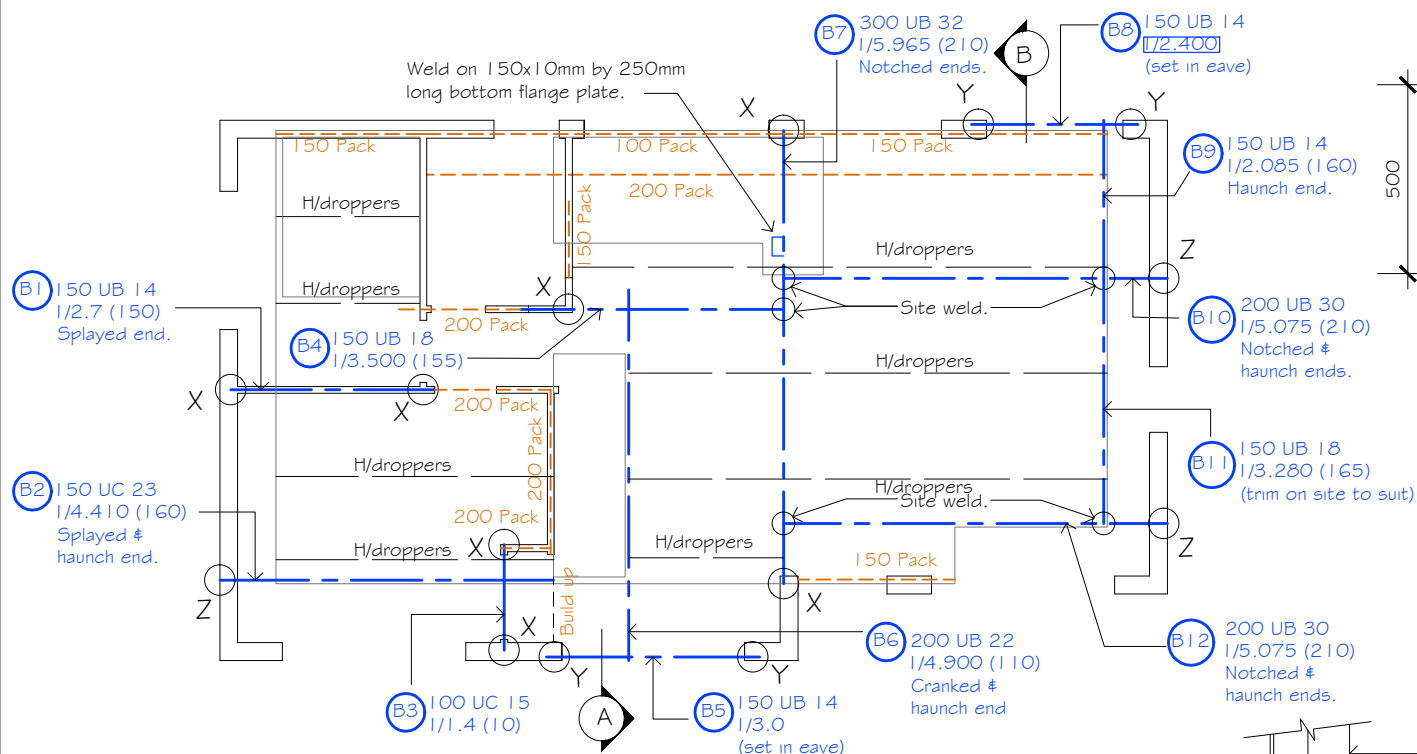 B7
300 UB 32
1/5.965 (210)
Notched ends.
B
B8
150 UB 14
1/2.400
(set in eave)
Weld on 150x10mm by 250mm
long bottom flange plate.
X
Y
Y
150 Pack
100 Pack
150 Pack
B9
150 UB 14
1/2.085 (160)
Haunch end.
500
200 Pack
H/droppers
150 Pack
H/droppers
Z
B1
150 UB 14
1/2.7 (150)
Splayed end.
H/droppers
X
Site weld.
200 Pack
B4
150 UB 18
1/3.500 (155)
B10
200 UB 30
1/5.075 (210)
Notched &
haunch ends.
H/droppers
X
X
200 Pack
200 Pack
B11
150 UB 18
1/3.280 (165)
(trim on site to suit)
H/droppers
H/droppers
Site weld.
B2
150 UC 23
1/4.410 (160)
Splayed &
haunch end.
200 Pack
X
H/droppers
H/droppers
150 Pack
Z
Z
Build up
X
X
B6
200 UB 22
1/4.900 (110)
Cranked &
haunch end
B12
200 UB 30
1/5.075 (210)
Notched &
haunch ends.
Y
Y
B3
100 UC 15
1/1.4 (10)
A
B5
150 UB 14
1/3.0
(set in eave)